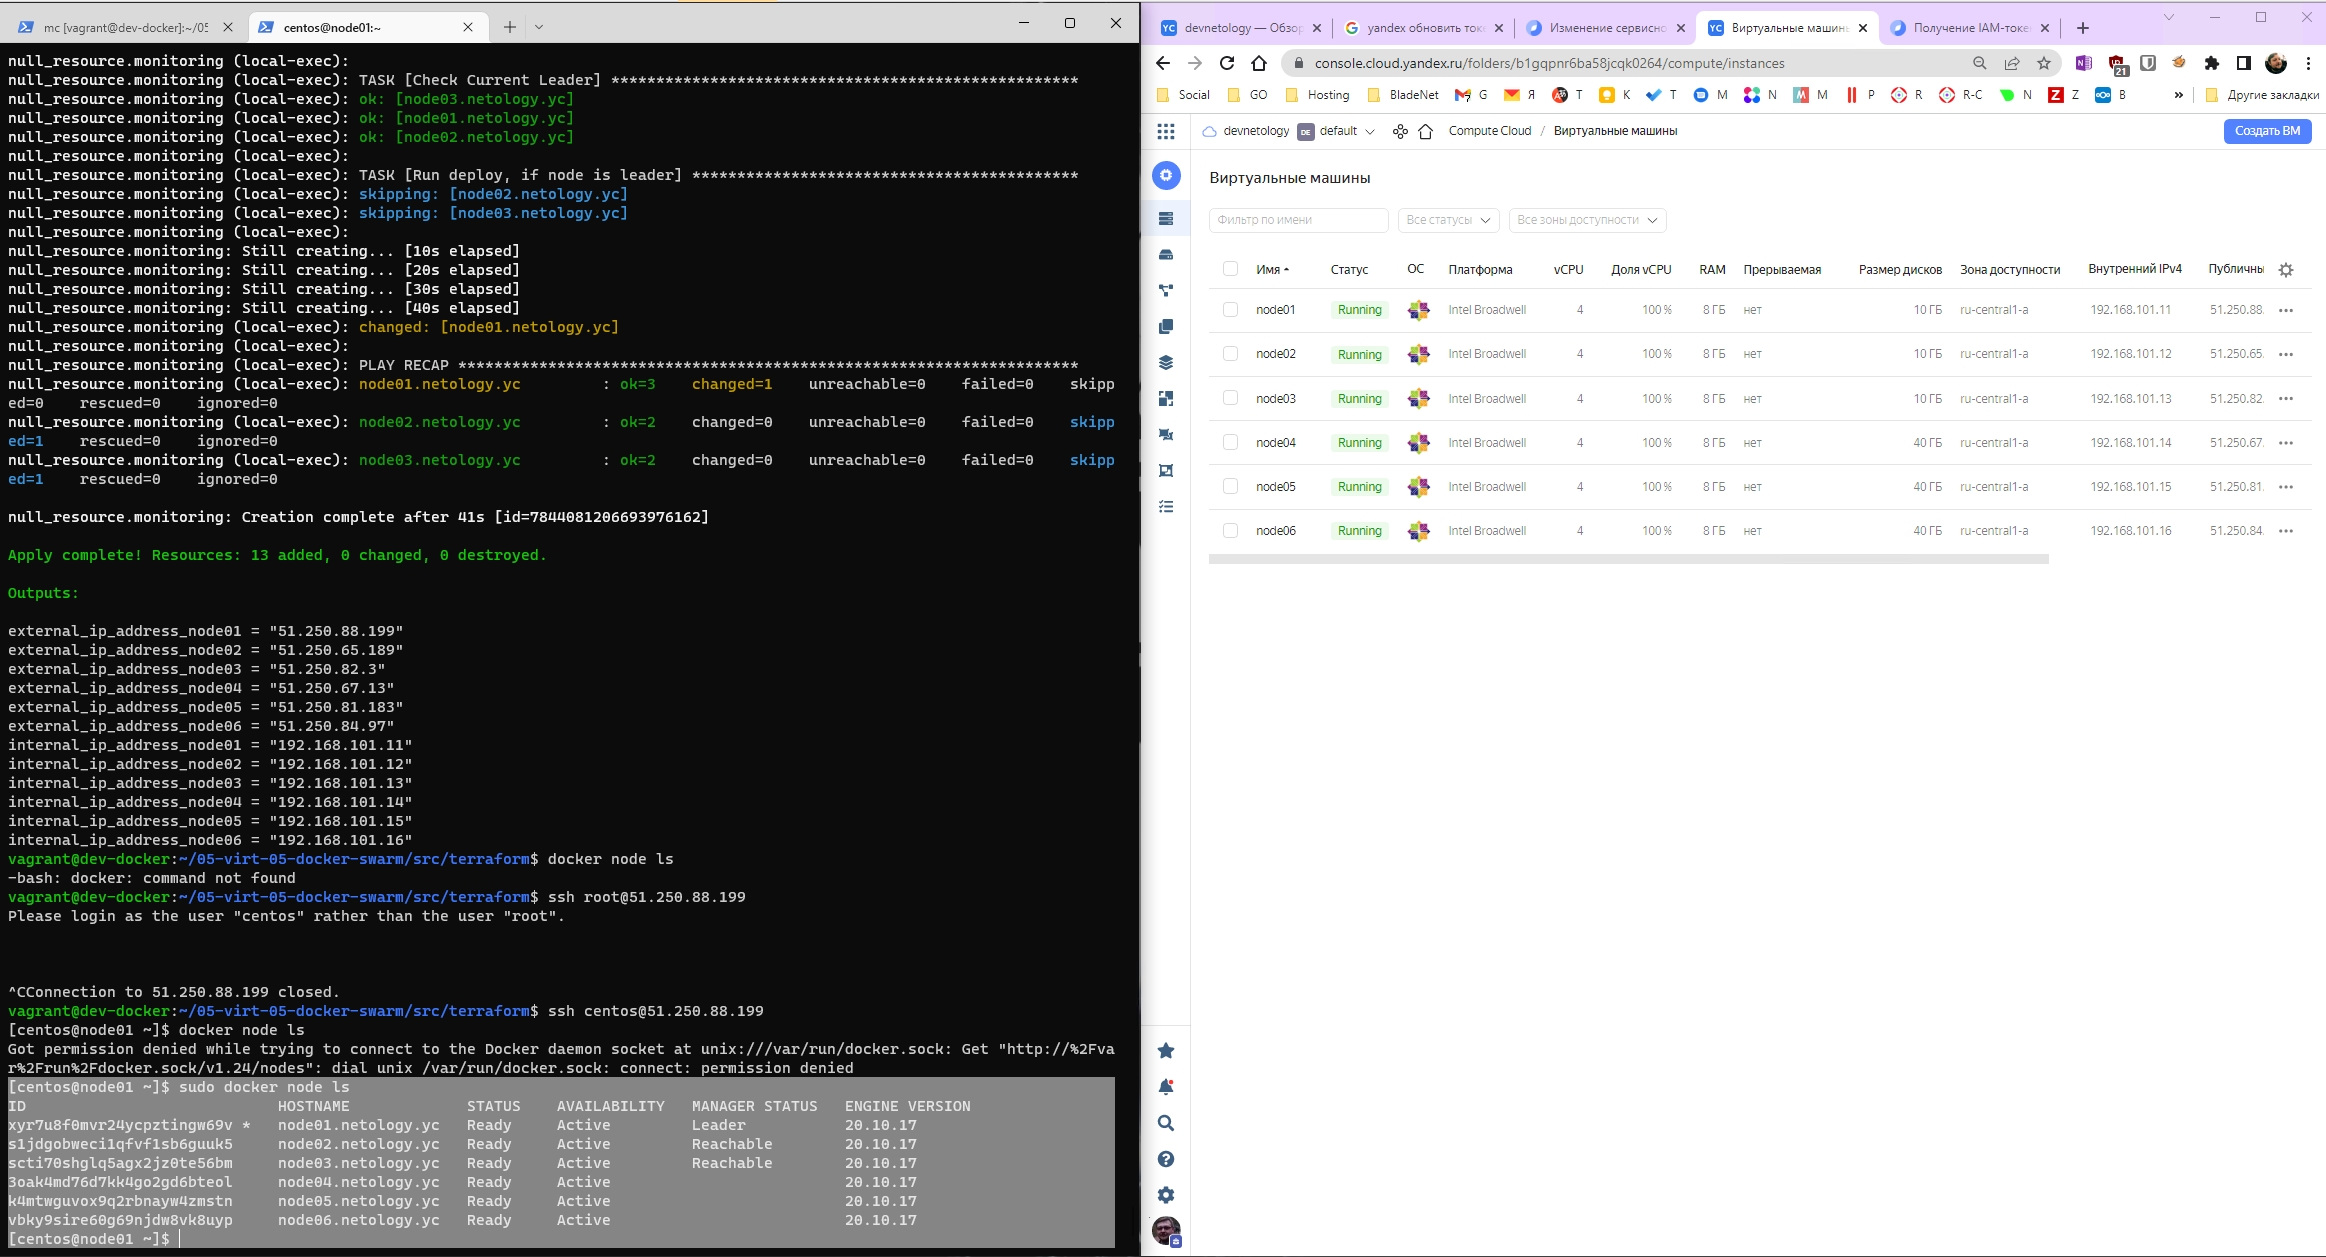 mc [vagrant@dev-docker]:~/05
centos@node01:~
null_resource.monitoring (local-exec):
null_resource.monitoring (local-exec): TASK [Check Current Leader] ****************************************************
null_resource.monitoring (local-exec): ok: [node03.netology.yc]
null_resource.monitoring (local-exec): ok: [node01.netology.yc]
null_resource.monitoring (local-exec): ok: [node02.netology.yc]
null_resource.monitoring (local-exec):
null_resource.monitoring (local-exec): TASK [Run deploy, if node is leader] *******************************************
null_resource.monitoring (local-exec): skipping: [node02.netology.yc]
null_resource.monitoring (local-exec): skipping: [node03.netology.yc]
null_resource.monitoring (local-exec):
null_resource.monitoring: Still creating... [10s elapsed]
null_resource.monitoring: Still creating... [20s elapsed]
null_resource.monitoring: Still creating... [30s elapsed]
null_resource.monitoring: Still creating... [40s elapsed]
null_resource.monitoring (local-exec): changed: [node01.netology.yc]
null_resource.monitoring (local-exec):
null_resource.monitoring (local-exec): PLAY RECAP *********************************************************************
null_resource.monitoring (local-exec): node01.netology.yc         : ok=3    changed=1    unreachable=0    failed=0    skipp
ed=0    rescued=0    ignored=0
null_resource.monitoring (local-exec): node02.netology.yc         : ok=2    changed=0    unreachable=0    failed=0    skipp
ed=1    rescued=0    ignored=0
null_resource.monitoring (local-exec): node03.netology.yc         : ok=2    changed=0    unreachable=0    failed=0    skipp
ed=1    rescued=0    ignored=0
null_resource.monitoring: Creation complete after 41s [id=7844081206693976162]
Apply complete! Resources: 13 added, 0 changed, 0 destroyed.
Outputs:
external_ip_address_node01 = "51.250.88.199"
external_ip_address_node02 = "51.250.65.189"
external_ip_address_node03 = "51.250.82.3"
external_ip_address_node04 = "51.250.67.13"
external_ip_address_node05 = "51.250.81.183"
external_ip_address_node06 = "51.250.84.97"
internal_ip_address_node01 = "192.168.101.11"
internal_ip_address_node02 = "192.168.101.12"
internal_ip_address_node03 = "192.168.101.13"
internal_ip_address_node04 = "192.168.101.14"
internal_ip_address_node05 = "192.168.101.15"
internal_ip_address_node06 = "192.168.101.16"
vagrant@dev-docker:~/05-virt-05-docker-swarm/src/terraform$ docker node ls
-bash: docker: command not found
vagrant@dev-docker:~/05-virt-05-docker-swarm/src/terraform$ ssh root@51.250.88.199
Please login as the user "centos" rather than the user "root".
^CConnection to 51.250.88.199 closed.
vagrant@dev-docker:~/05-virt-05-docker-swarm/src/terraform$ ssh centos@51.250.88.199
[centos@node01 ~]$ docker node ls
Got permission denied while trying to connect to the Docker daemon socket at unix:///var/run/docker.sock: Get "http://%2Fva
r%2Frun%2Fdocker.sock/v1.24/nodes": dial unix /var/run/docker.sock: connect: permission denied
[centos@node01 ~]$ sudo docker node ls
ID                            HOSTNAME             STATUS    AVAILABILITY   MANAGER STATUS   ENGINE VERSION
xyr7u8f0mvr24ycpztingw69v *   node01.netology.yc   Ready     Active         Leader           20.10.17
s1jdgobweci1qfvf1sb6guuk5     node02.netology.yc   Ready     Active         Reachable        20.10.17
scti70shglq5agx2jz0te56bm     node03.netology.yc   Ready     Active         Reachable        20.10.17
3oak4md76d7kk4go2gd6bteol     node04.netology.yc   Ready     Active                          20.10.17
k4mtwguvox9q2rbnayw4zmstn     node05.netology.yc   Ready     Active                          20.10.17
vbky9sire60g69njdw8vk8uyp     node06.netology.yc   Ready     Active                          20.10.17
[centos@node01 ~]$
YC devnetology — Обзор
yandex обновить ток
Изменение сервисно
YC Виртуальные машин
Получение IAM-токе
console.cloud.yandex.ru/folders/b1gqpnr6ba58jcqk0264/compute/instances
21
Social GO Hosting BladeNet G Я T K T M N M P R R-C N Z B » Другие закладки
devnetology DE default Compute Cloud / Виртуальные машины
Создать ВМ
Виртуальные машины
Фильтр по имени Все статусы Все зоны доступности
Имя Статус ОС Платформа vCPU Доля vCPU RAM Прерываемая Размер дисков Зона доступности Внутренний IPv4 Публичны
node01 Running Intel Broadwell 4 100 % 8 ГБ нет 10 ГБ ru-central1-a 192.168.101.11 51.250.88.
node02 Running Intel Broadwell 4 100 % 8 ГБ нет 10 ГБ ru-central1-a 192.168.101.12 51.250.65.
node03 Running Intel Broadwell 4 100 % 8 ГБ нет 10 ГБ ru-central1-a 192.168.101.13 51.250.82.
node04 Running Intel Broadwell 4 100 % 8 ГБ нет 40 ГБ ru-central1-a 192.168.101.14 51.250.67.
node05 Running Intel Broadwell 4 100 % 8 ГБ нет 40 ГБ ru-central1-a 192.168.101.15 51.250.81.
node06 Running Intel Broadwell 4 100 % 8 ГБ нет 40 ГБ ru-central1-a 192.168.101.16 51.250.84.